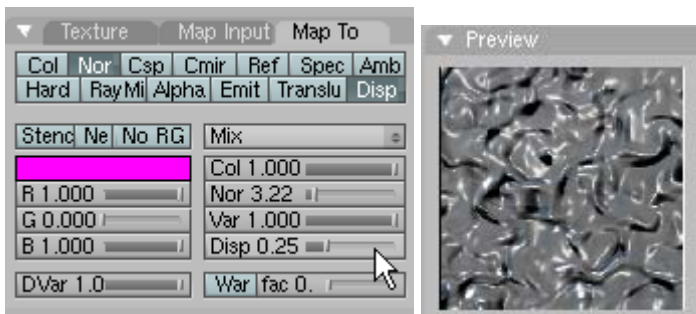 Texture Map Input Map To
Preview
Col Nor Csp Cmir Ref Spec Amb
Hard RayMi Alpha Emit Translu Disp
Stenc Ne No RG Mix
Col 1.000
R 1.000 Nor 3.22
G 0.000 Var 1.000
B 1.000 Disp 0.25
DVar 1.0 War fac 0.